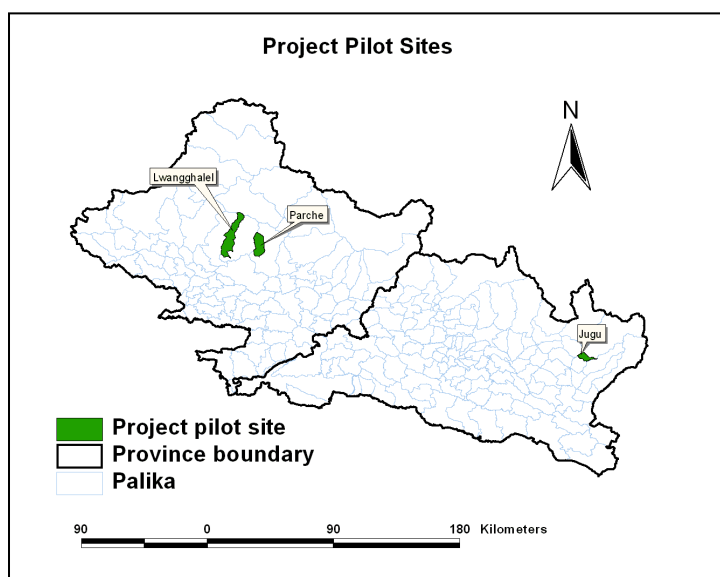 Project Pilot Sites
N
Lwangghalel
Parche
Jugu
Project pilot site
Province boundary
Palika
90 0 90 180 Kilometers